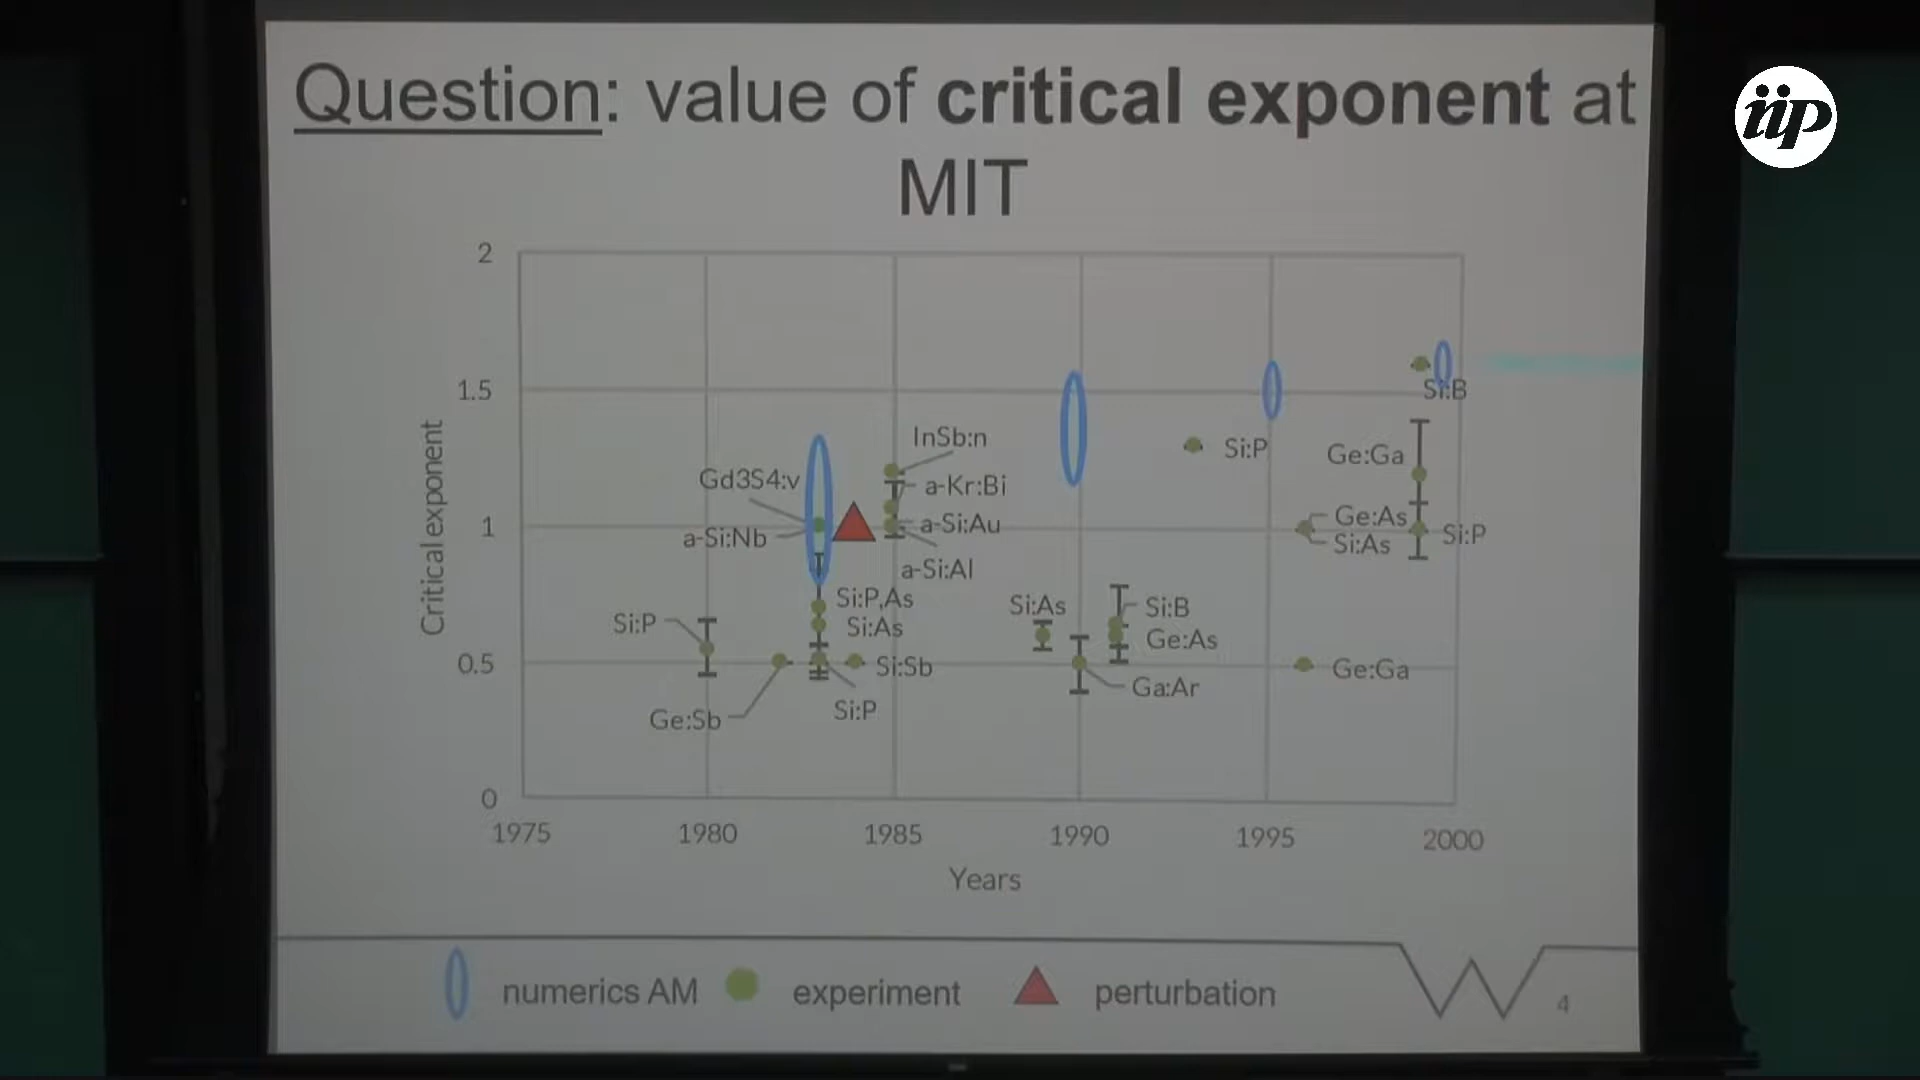 Question: value of critical exponent at
MIT
iip
2
1.5
1
0.5
0
Critical exponent
1975
1980
1985
1990
1995
2000
Years
Si:P
Ge:Sb
Gd3S4:v
a-Si:Nb
Si:P,As
Si:As
Si:Sb
Si:P
InSb:n
a-Kr:Bi
a-Si:Au
a-Si:Al
Si:As
Ga:Ar
Si:B
Ge:As
Si:P
Ge:As
Si:As
Ge:Ga
Si:B
Ge:Ga
Si:P
numerics AM
experiment
perturbation
4